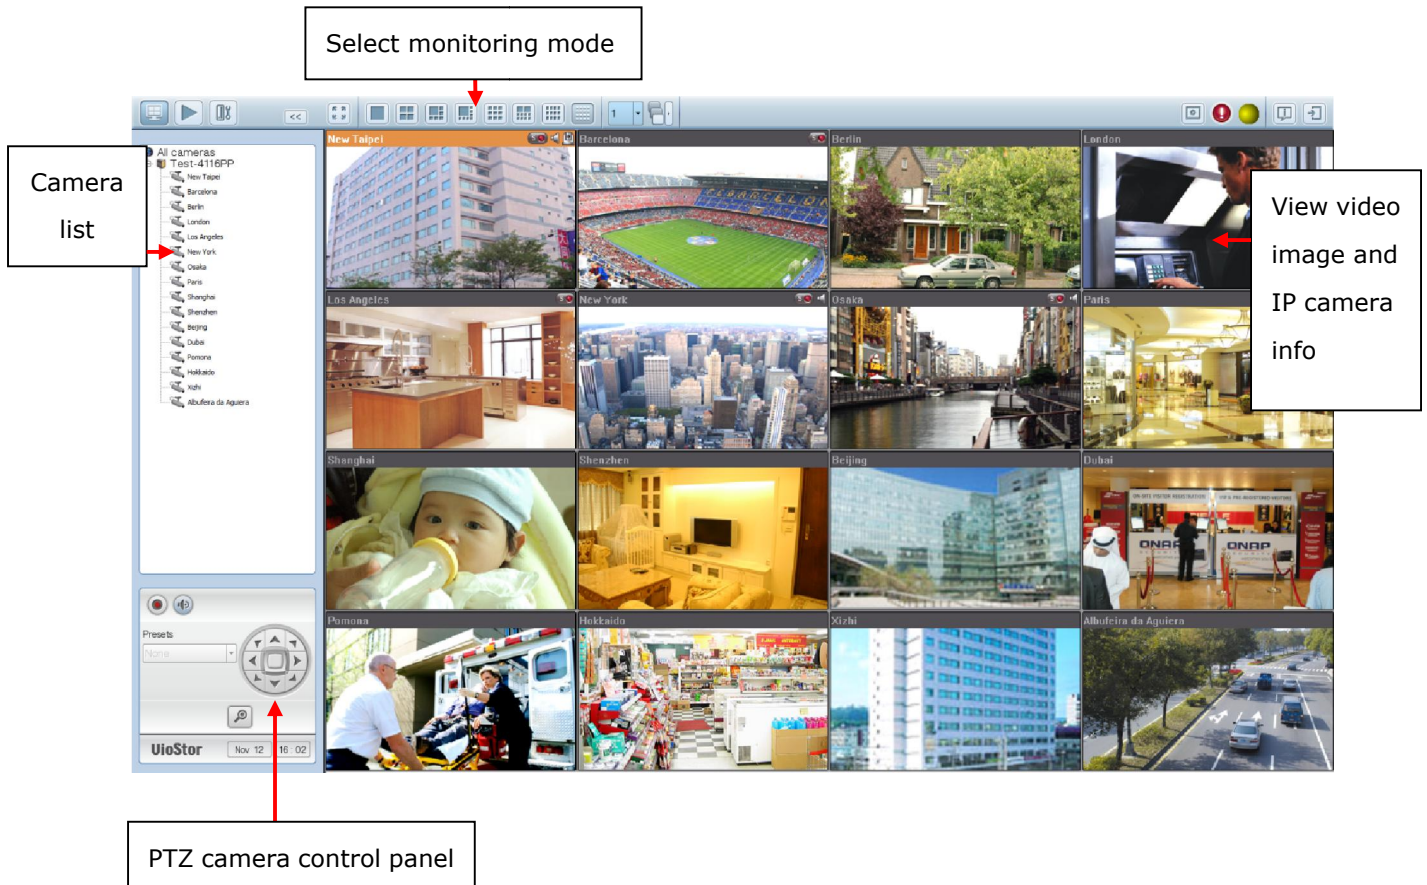 Select monitoring mode
<<
1
Camera
list
All cameras
Test-4116PP
New Taipei
Barcelona
Berlin
London
Los Angeles
New York
Osaka
Paris
Shanghai
Shenzhen
Beijing
Dubai
Pomona
Hokkaido
Xizhi
Albufeira da Aguiera
New Taipei
Barcelona
Berlin
London
View video
image and
IP camera
info
Los Angeles
New York
Osaka
Paris
Shanghai
Shenzhen
Beijing
Dubai
QNAP
QNAP
Pomona
Hokkaido
Xizhi
Albufeira da Aguiera
Presets
None
VioStor
Nov 12
16 : 02
PTZ camera control panel